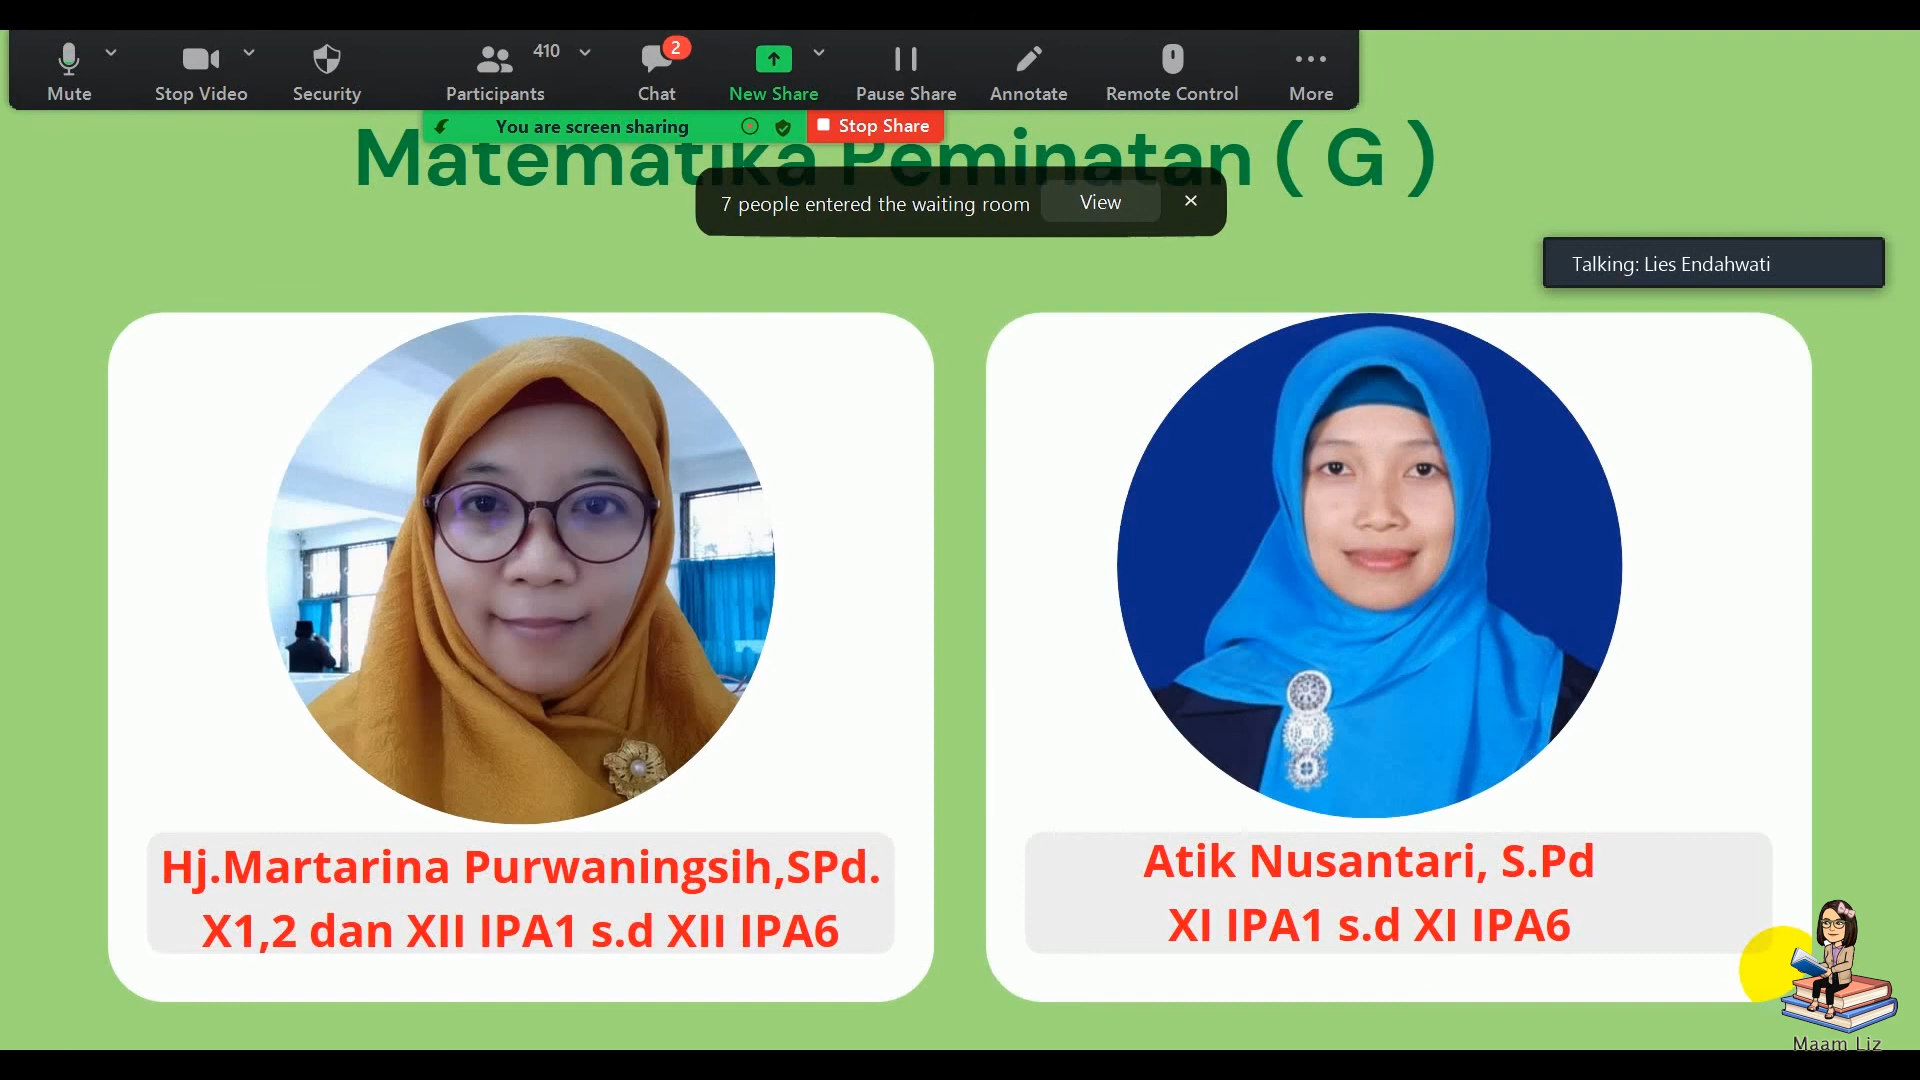 410
2
Mute
Stop Video
Security
Participants
Chat
New Share
Pause Share
Annotate
Remote Control
More
You are screen sharing
Stop Share
Matematika Peminatan ( G )
7 people entered the waiting room
View
Talking: Lies Endahwati
Hj.Martarina Purwaningsih,SPd.
X1,2 dan XII IPA1 s.d XII IPA6
Atik Nusantari, S.Pd
XI IPA1 s.d XI IPA6
Maam Liz